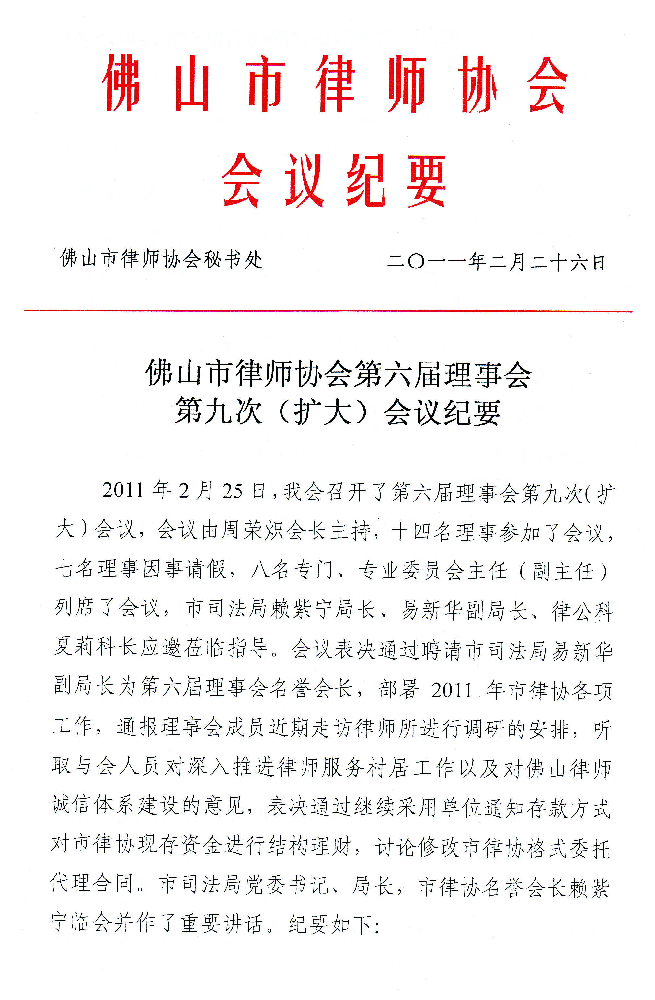 佛山市律师协会
会议纪要
佛山市律师协会秘书处 二〇一一年二月二十六日
佛山市律师协会第六届理事会
第九次（扩大）会议纪要
2011年2月25日，我会召开了第六届理事会第九次（扩
大）会议，会议由周荣炽会长主持，十四名理事参加了会议，
七名理事因事请假，八名专门、专业委员会主任（副主任）
列席了会议，市司法局赖紫宁局长、易新华副局长、律公科
夏莉科长应邀莅临指导。会议表决通过聘请市司法局易新华
副局长为第六届理事会名誉会长，部署 2011 年市律协各项
工作，通报理事会成员近期走访律师所进行调研的安排，听
取与会人员对深入推进律师服务村居工作以及对佛山律师
诚信体系建设的意见，表决通过继续采用单位通知存款方式
对市律协现存资金进行结构理财，讨论修改市律协格式委托
代理合同。市司法局党委书记、局长，市律协名誉会长赖紫
宁临会并作了重要讲话。纪要如下：